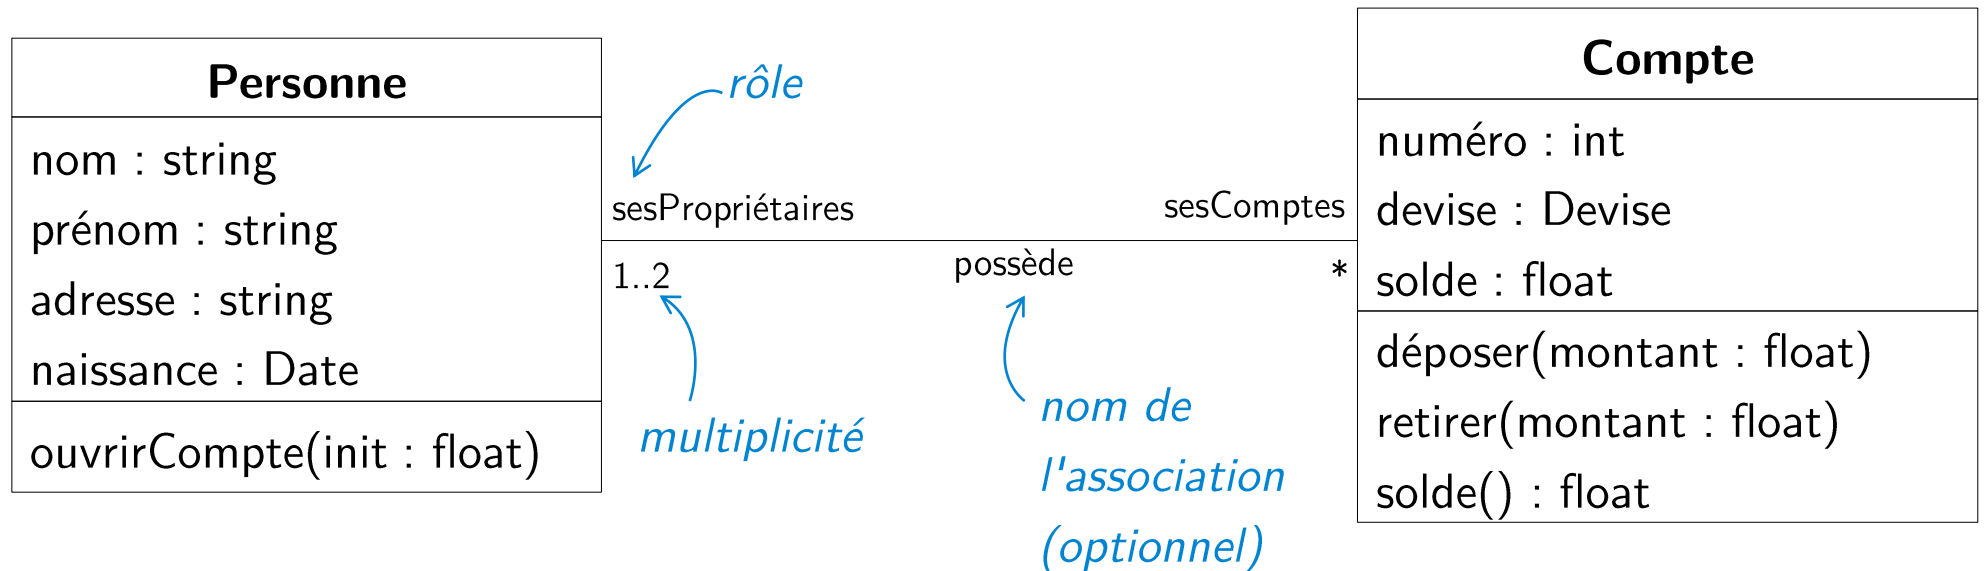 Personne
nom : string
prénom : string
adresse : string
naissance : Date
ouvrirCompte(init : float)
rôle
sesPropriétaires
sesComptes
1..2
possède
*
multiplicité
nom de
l'association
(optionnel)
Compte
numéro : int
devise : Devise
solde : float
déposer(montant : float)
retirer(montant : float)
solde() : float